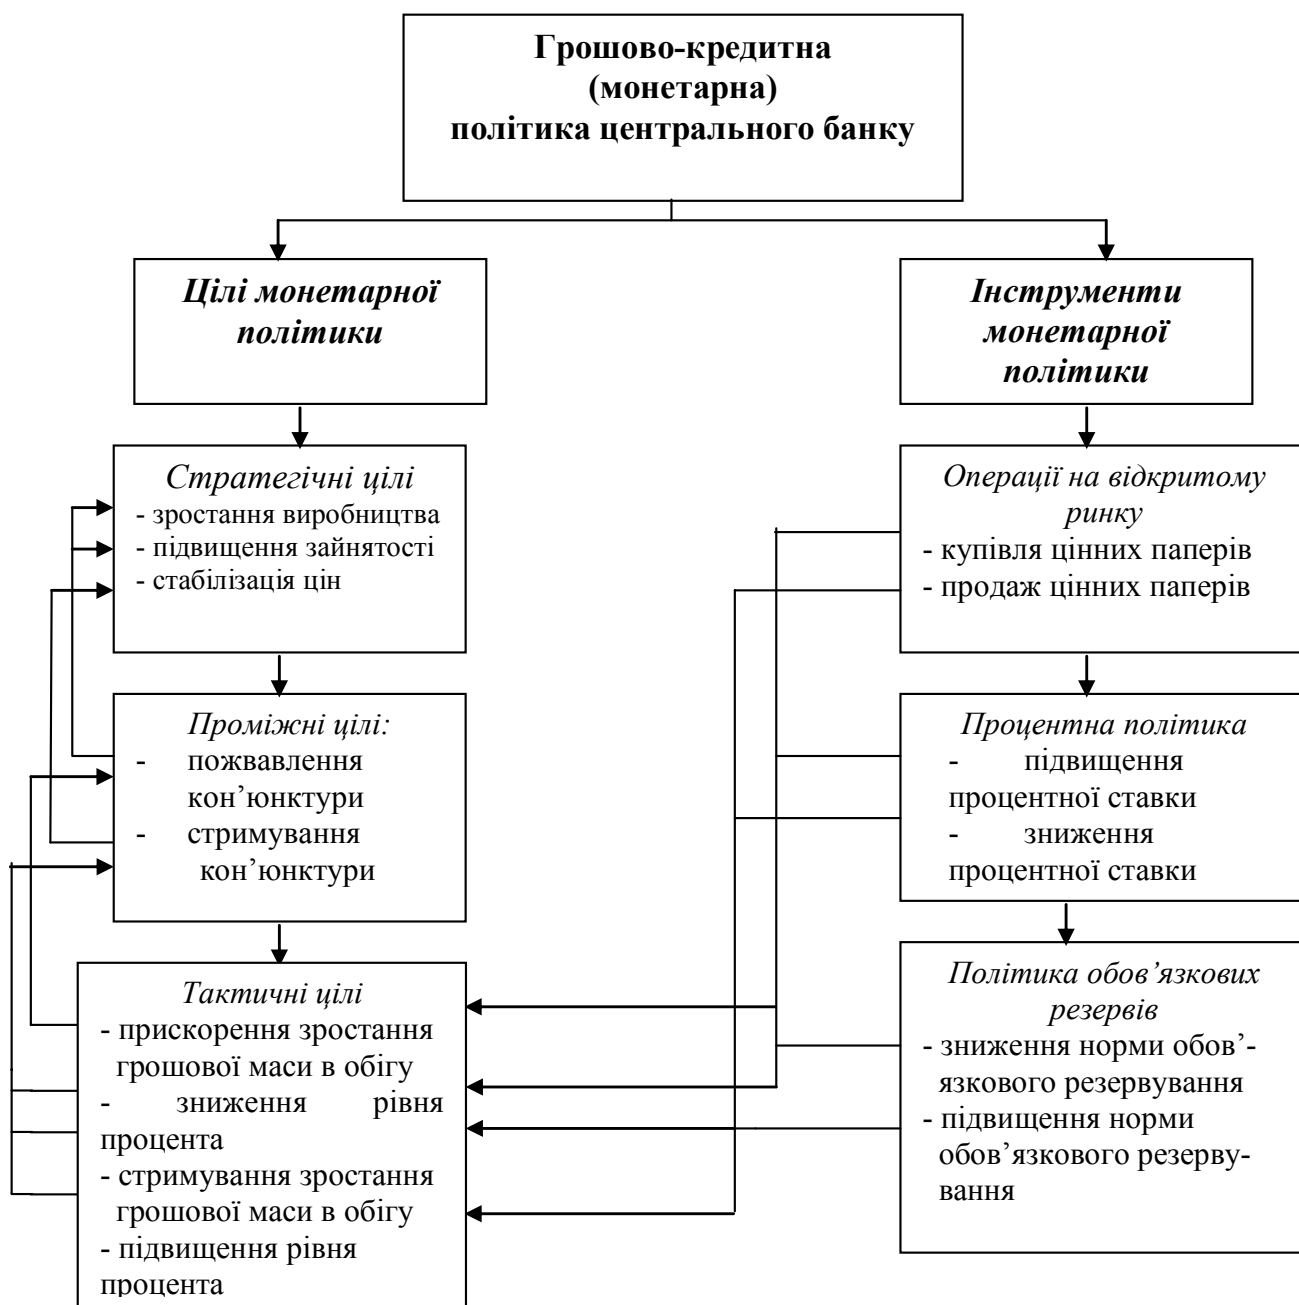 Грошово-кредитна
(монетарна)
політика центрального банку
Цілі монетарної
політики
Інструменти
монетарної
політики
Стратегічні цілі
- зростання виробництва
- підвищення зайнятості
- стабілізація цін
Операції на відкритому
ринку
- купівля цінних паперів
- продаж цінних паперів
Проміжні цілі:
- пожвавлення
кон’юнктури
- стримування
кон’юнктури
Процентна політика
- підвищення
процентної ставки
- зниження
процентної ставки
Тактичні цілі
- прискорення зростання
грошової маси в обігу
- зниження рівня
процента
- стримування зростання
грошової маси в обігу
- підвищення рівня
процента
Політика обов’язкових
резервів
- зниження норми обов’-
язкового резервування
- підвищення норми
обов’язкового резерву-
вання